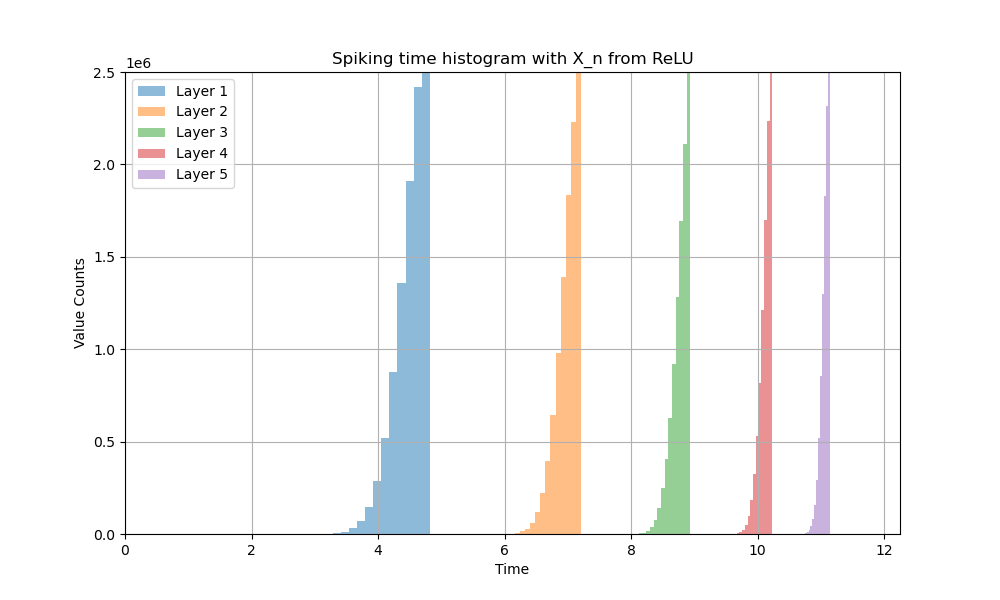 Spiking time histogram with X_n from ReLU
1e6
2.5
2.0
1.5
1.0
0.5
0.0
Value Counts
Layer 1
Layer 2
Layer 3
Layer 4
Layer 5
0 2 4 6 8 10 12
Time